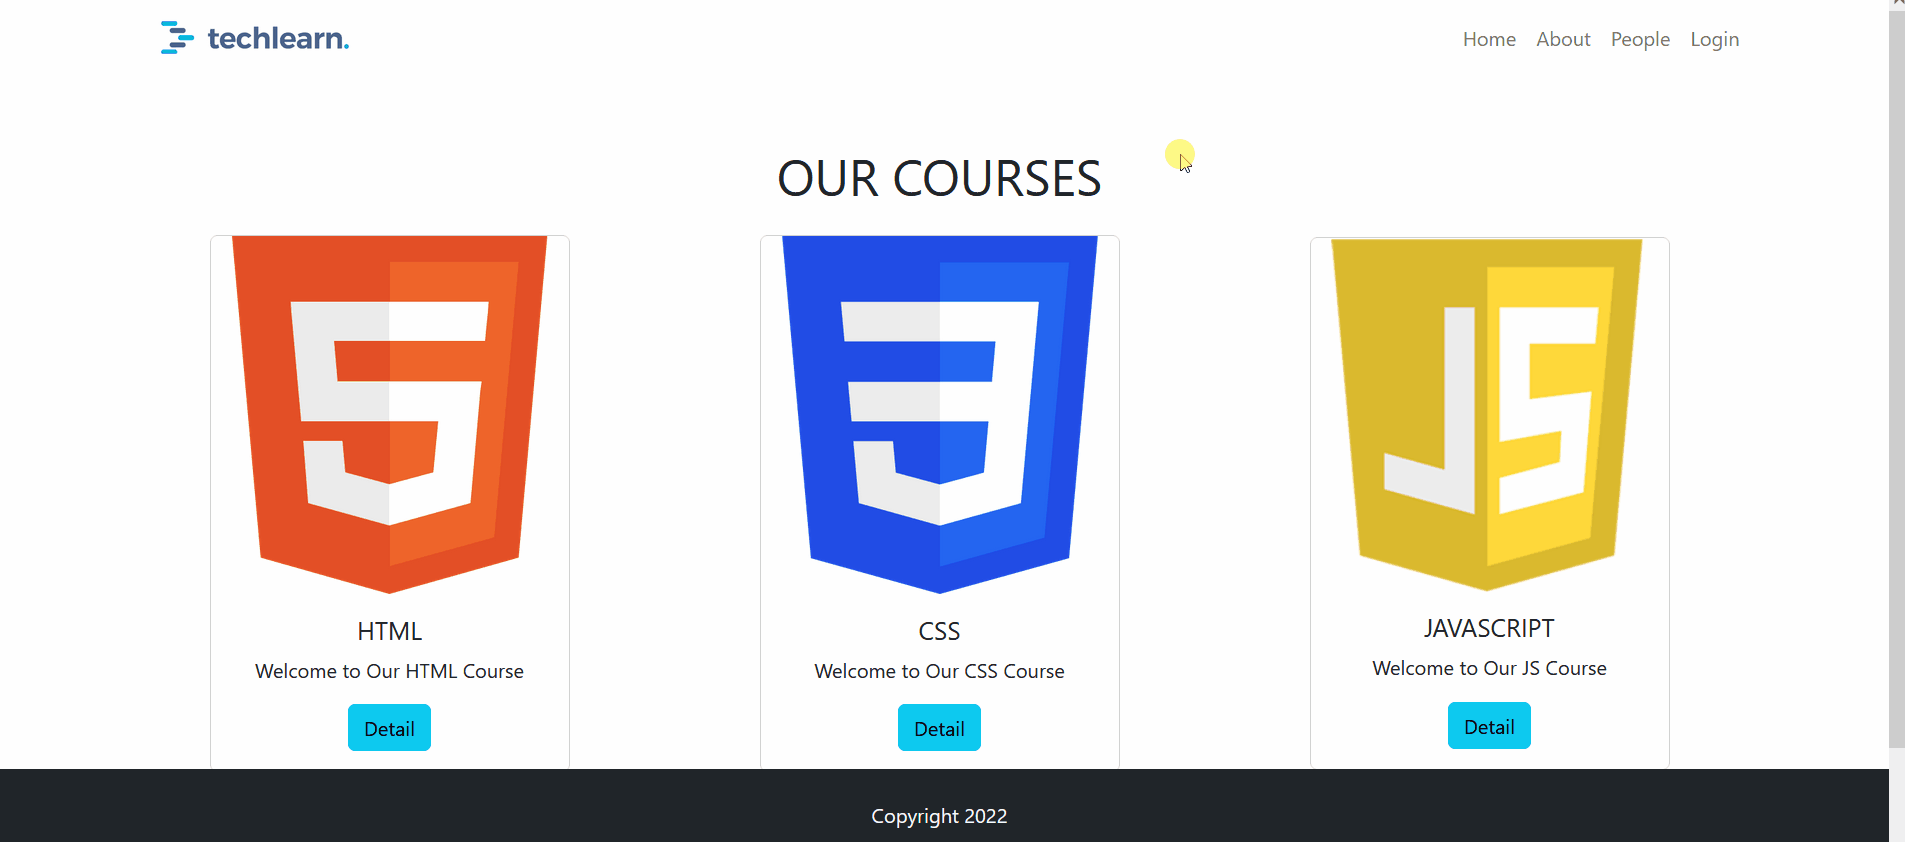 techlearn.
Home About People Login
OUR COURSES
JS
HTML
CSS
JAVASCRIPT
Welcome to Our HTML Course
Welcome to Our CSS Course
Welcome to Our JS Course
Detail
Detail
Detail
Copyright 2022